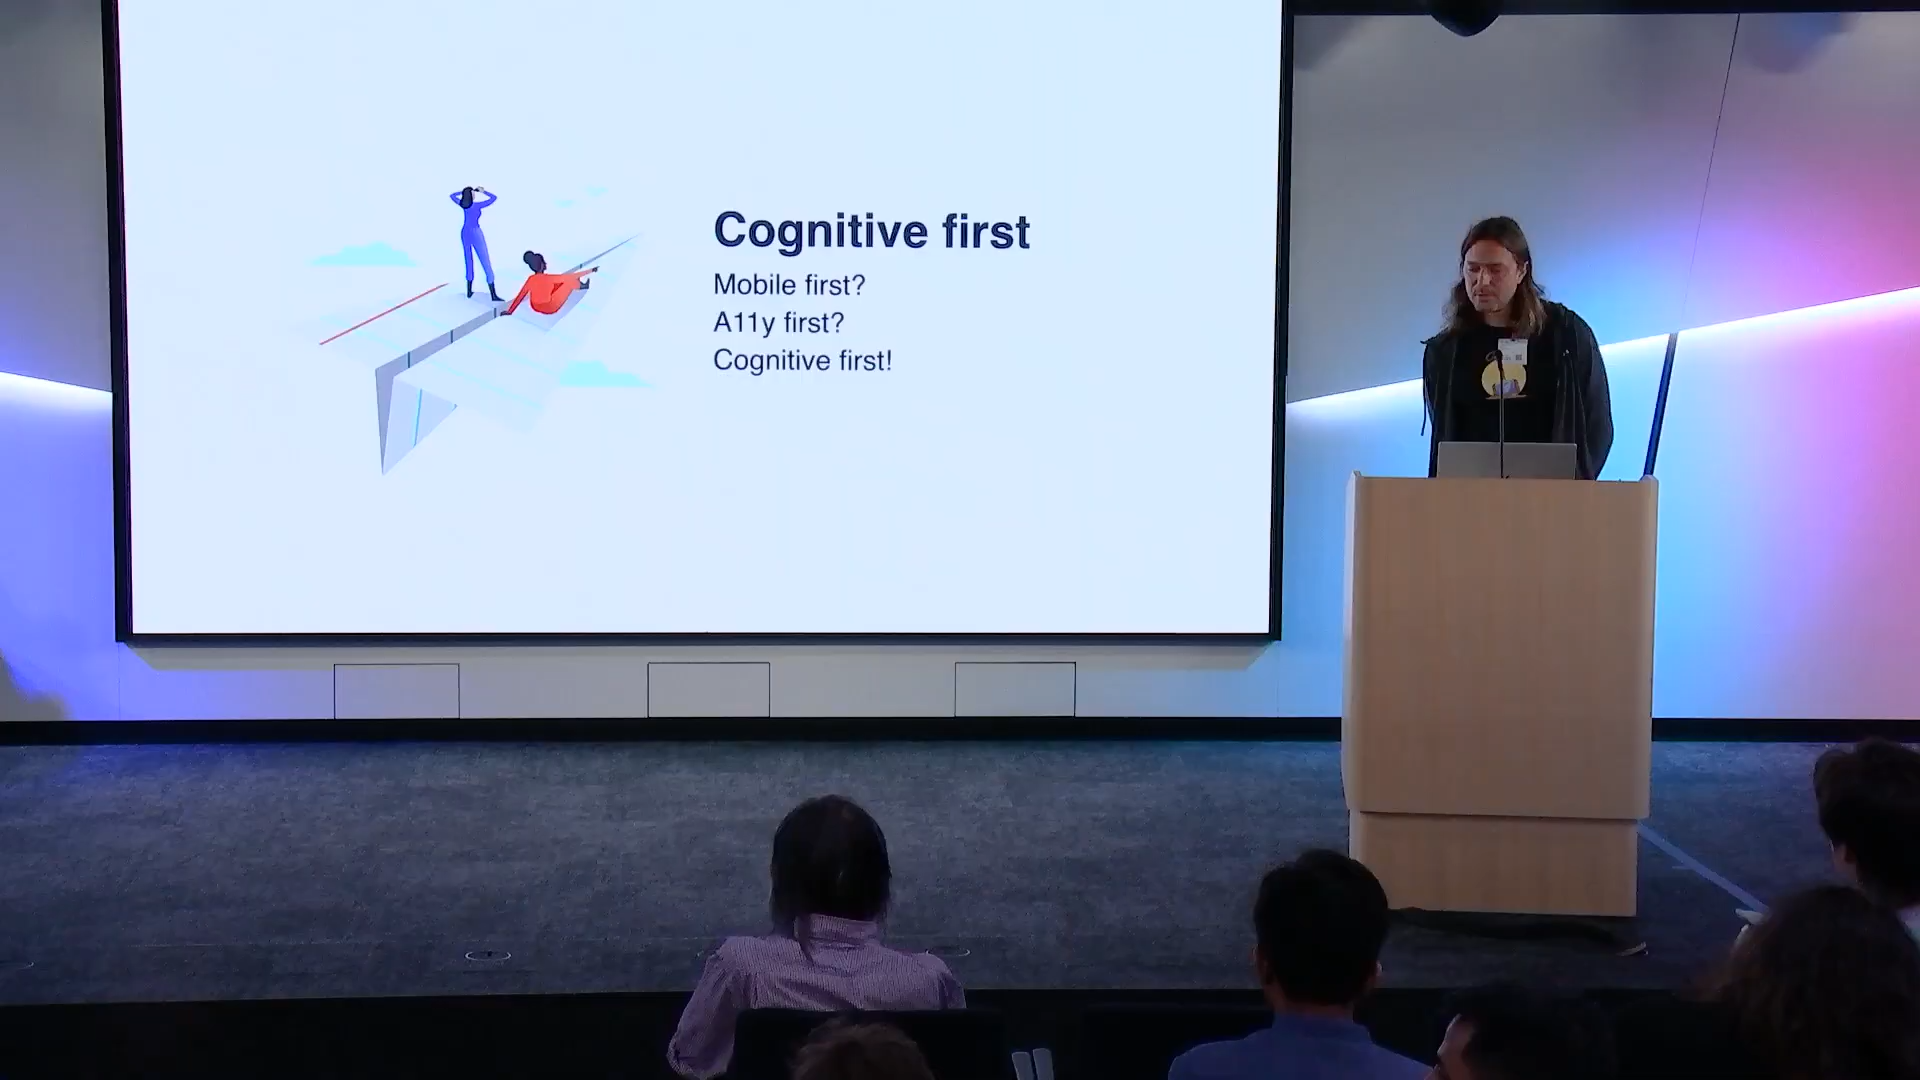 Cognitive first
Mobile first?
A11y first?
Cognitive first!